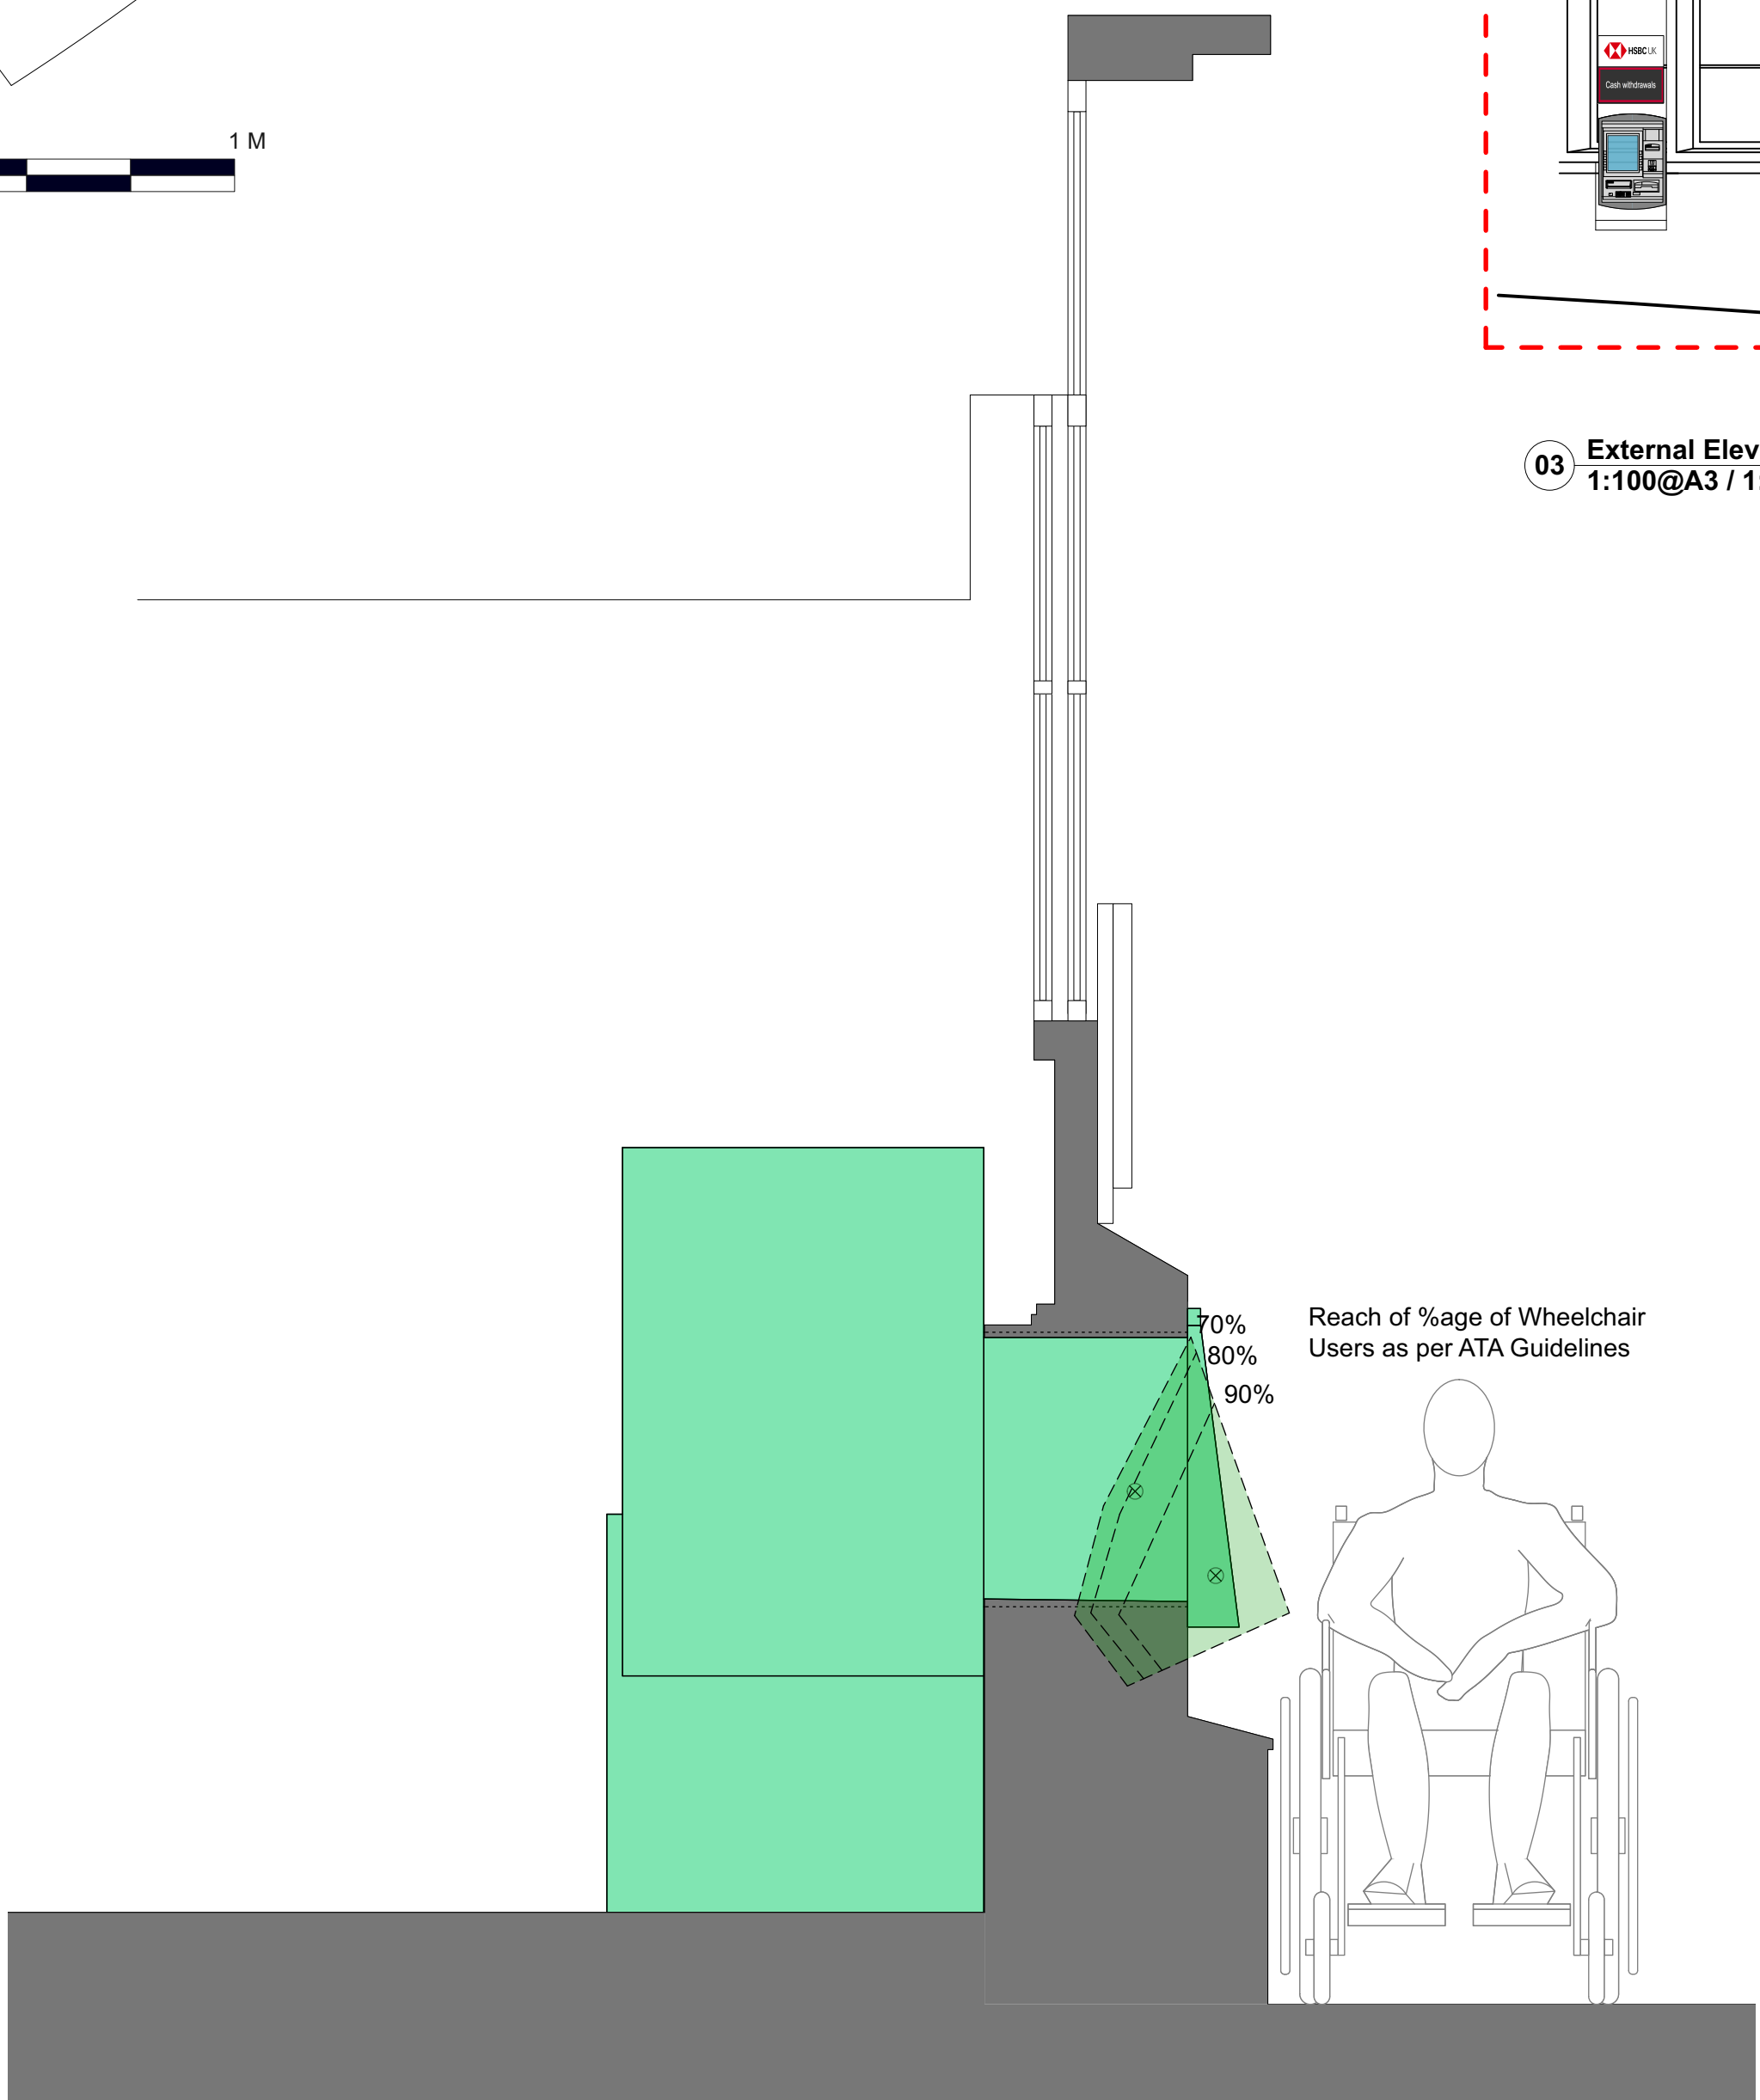 1 M
HSBC UK
Cash withdrawals
03
External Elev
1:100@A3 / 1:
70%
80%
90%
Reach of %age of Wheelchair
Users as per ATA Guidelines